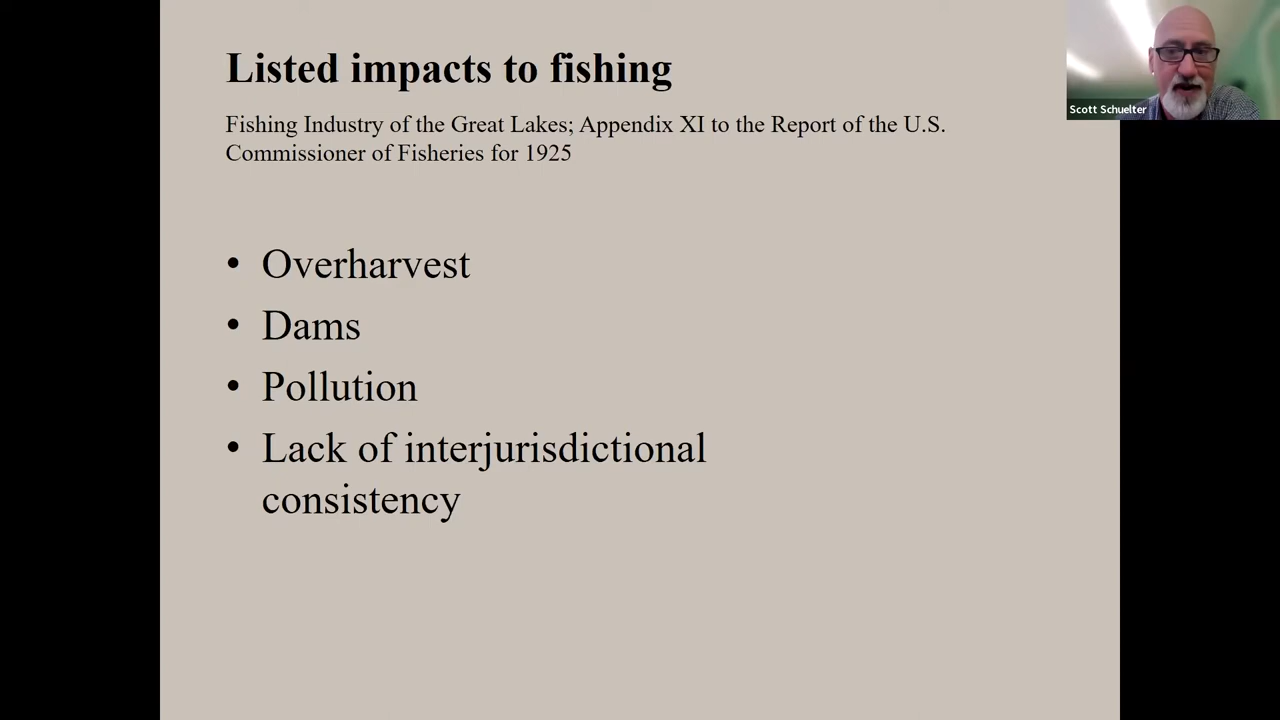 Listed impacts to fishing
Fishing Industry of the Great Lakes; Appendix XI to the Report of the U.S.
Commissioner of Fisheries for 1925
• Overharvest
• Dams
• Pollution
• Lack of interjurisdictional
consistency
Scott Schuelter